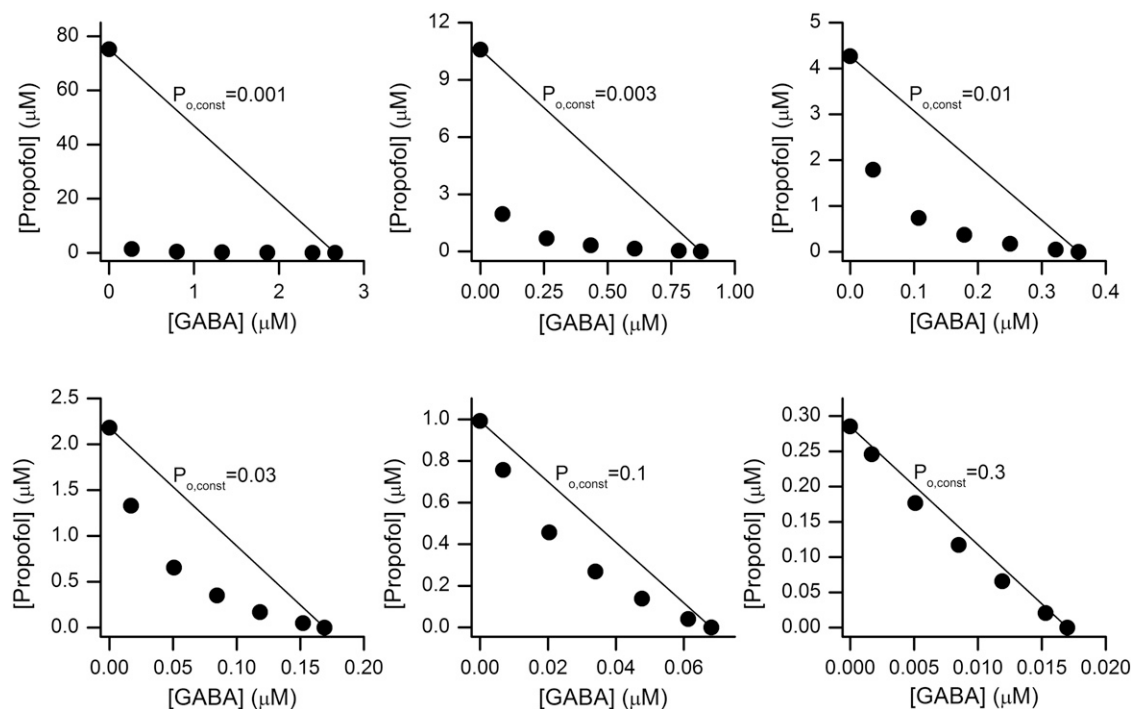 80
60
40
20
0
[Propofol] (μM)
P o,const =0.001
0 1 2 3
[GABA] (μM)
12
9
6
3
0
[Propofol] (μM)
P o,const =0.003
0.00 0.25 0.50 0.75 1.00
[GABA] (μM)
5
4
3
2
1
0
[Propofol] (μM)
P o,const =0.01
0.0 0.1 0.2 0.3 0.4
[GABA] (μM)
2.5
2.0
1.5
1.0
0.5
0.0
[Propofol] (μM)
P o,const =0.03
0.00 0.05 0.10 0.15 0.20
[GABA] (μM)
1.0
0.8
0.6
0.4
0.2
0.0
[Propofol] (μM)
P o,const =0.1
0.00 0.02 0.04 0.06
[GABA] (μM)
0.30
0.25
0.20
0.15
0.10
0.05
0.00
[Propofol] (μM)
P o,const =0.3
0.000 0.005 0.010 0.015 0.020
[GABA] (μM)